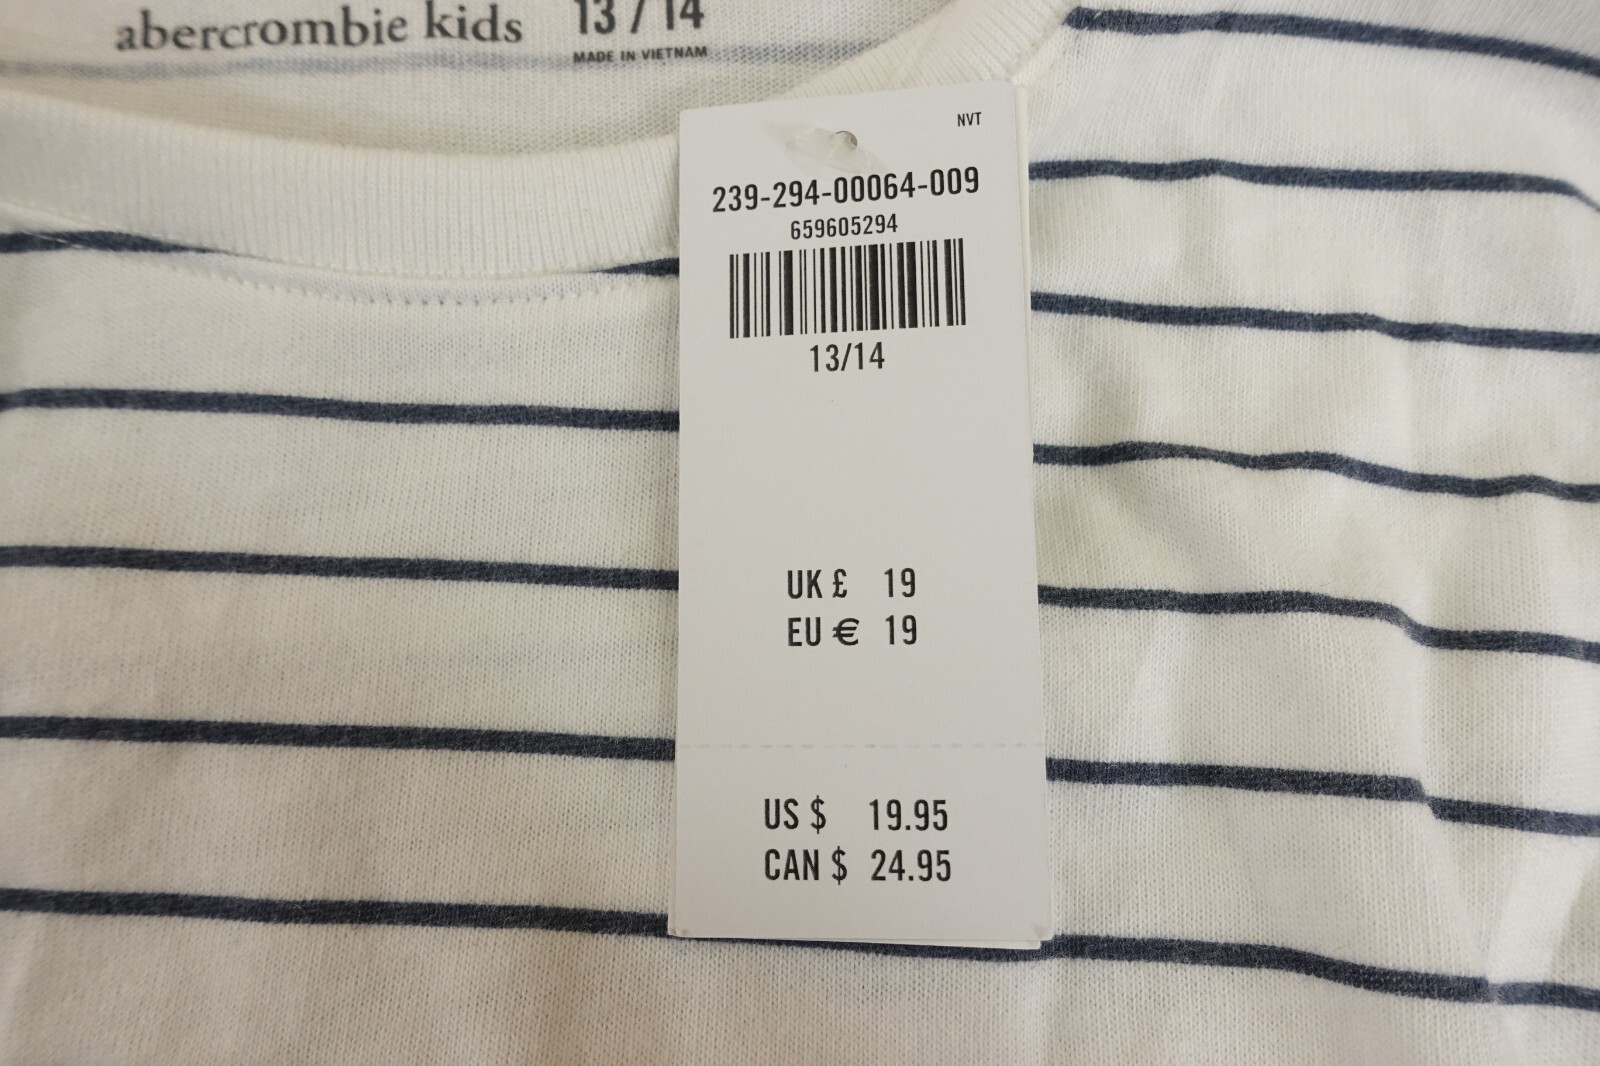 abercrombie kids 13 / 14
MADE IN VIETNAM
NVT
239-294-00064-009
659605294
13/14
UK £ 19
EU € 19
US $ 19.95
CAN $ 24.95